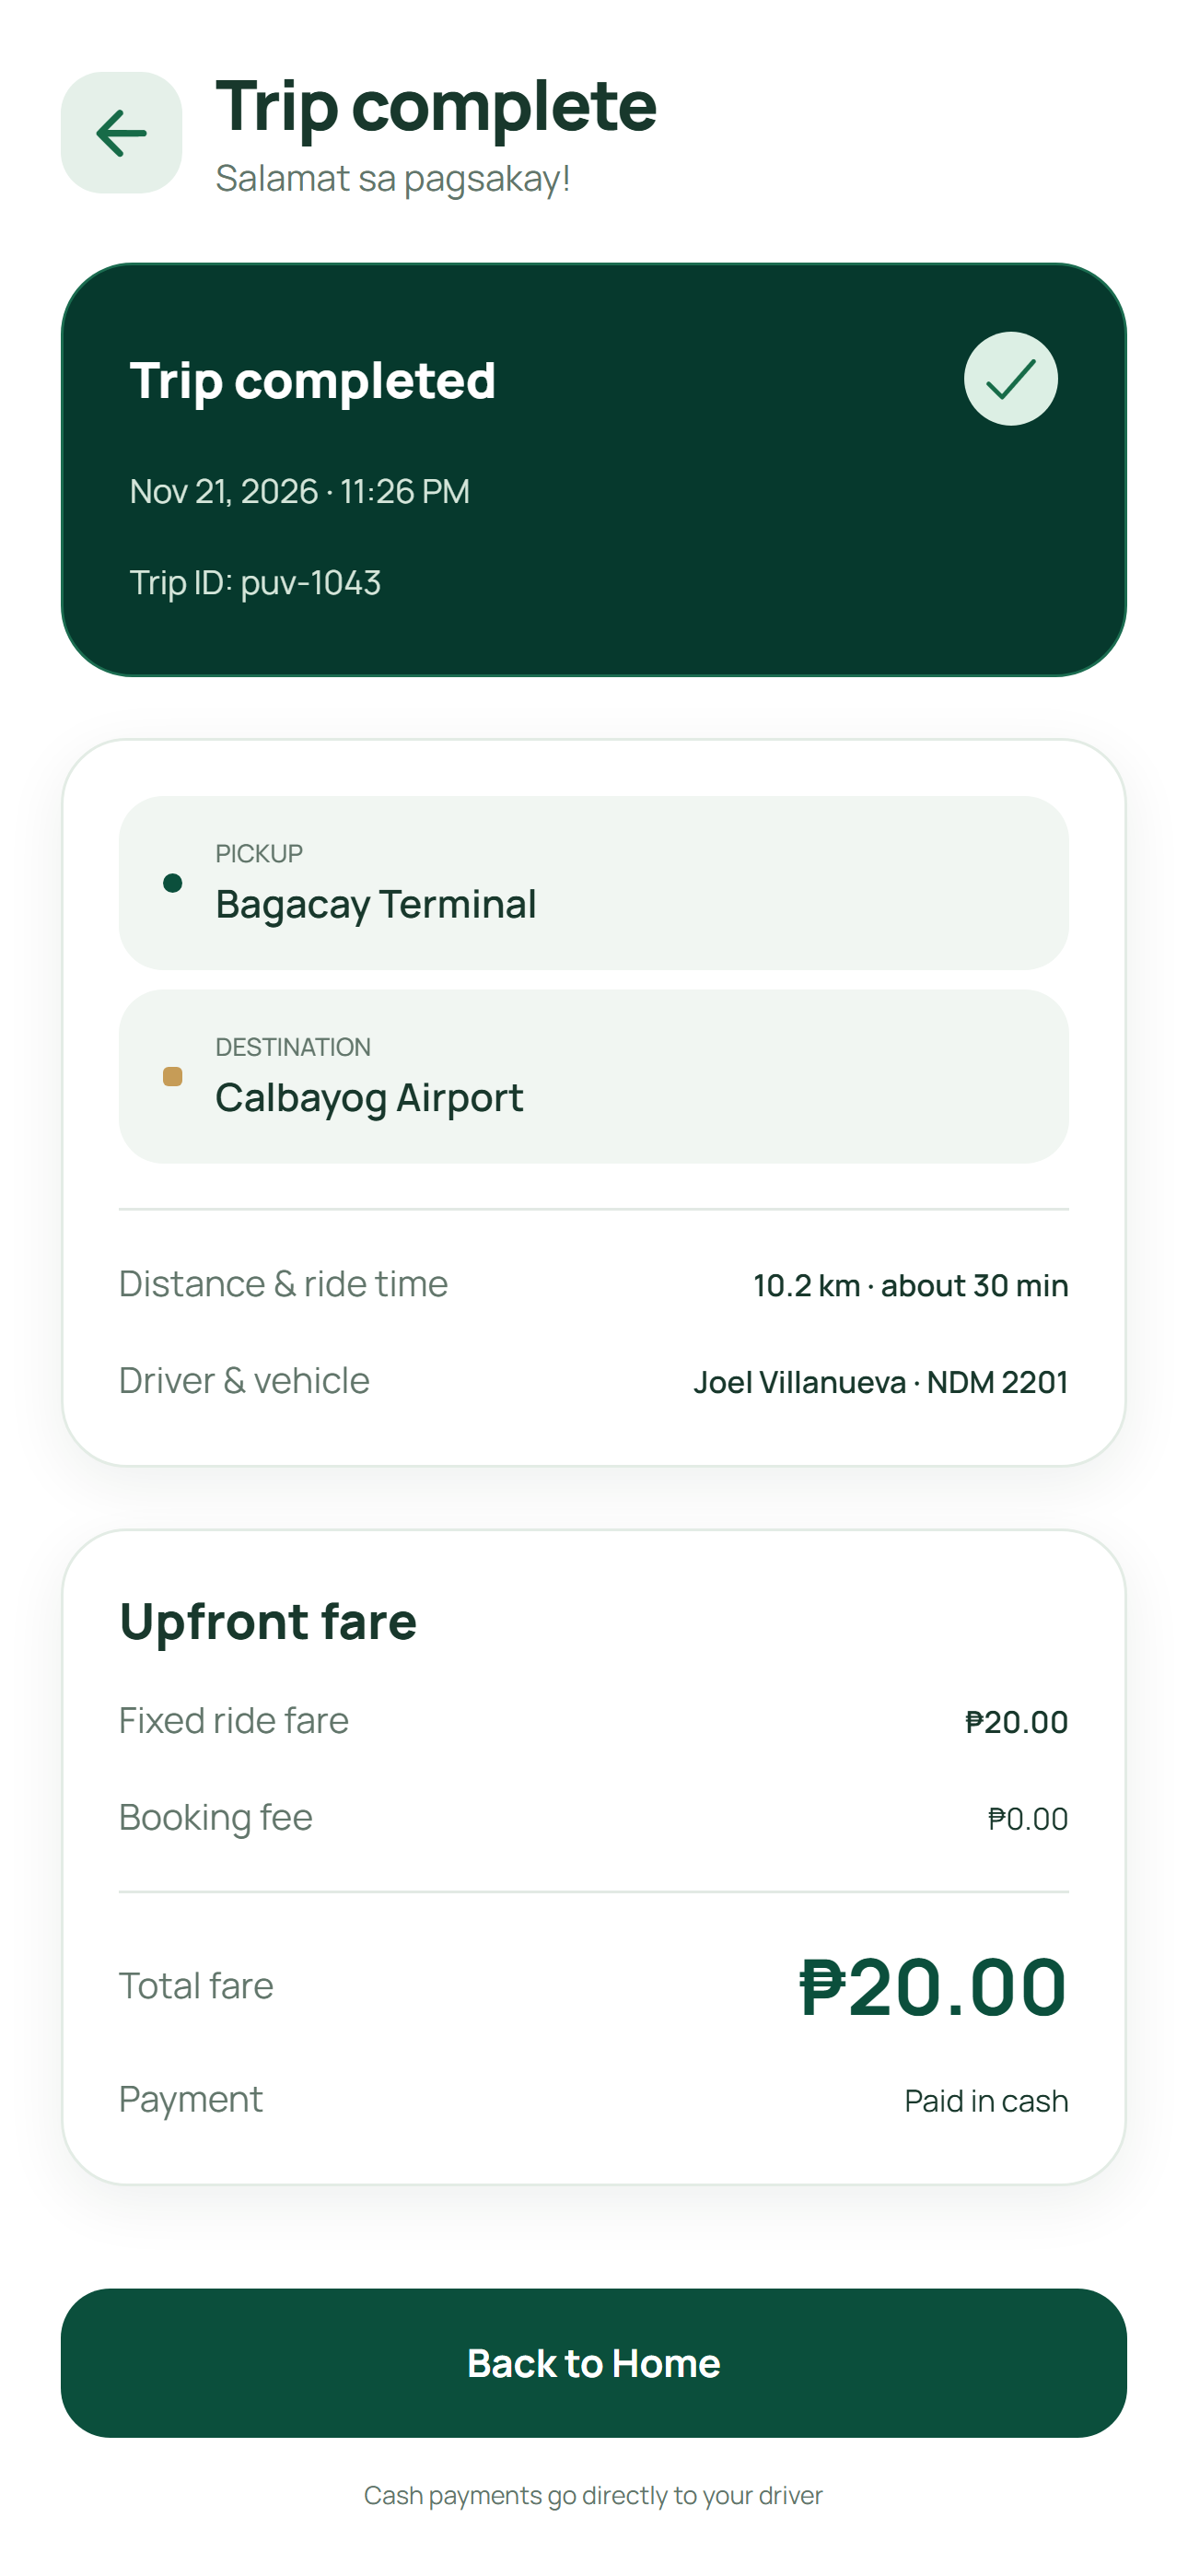 Trip complete
Salamat sa pagsakay!
Trip completed
Nov 21, 2026 · 11:26 PM
Trip ID: puv-1043
PICKUP
Bagacay Terminal
DESTINATION
Calbayog Airport
Distance & ride time 10.2 km · about 30 min
Driver & vehicle Joel Villanueva · NDM 2201
Upfront fare
Fixed ride fare ₱20.00
Booking fee ₱0.00
Total fare ₱20.00
Payment Paid in cash
Back to Home
Cash payments go directly to your driver